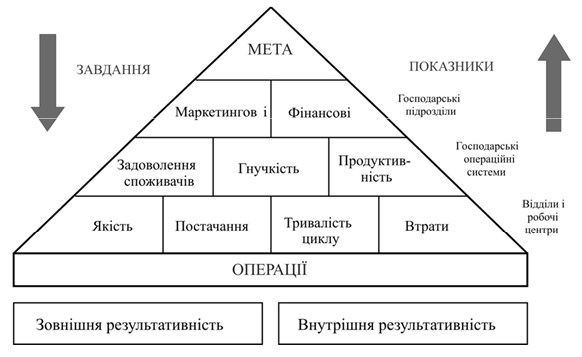 МЕТА
ЗАВДАННЯ
ПОКАЗНИКИ
Маркетингов і
Фінансові
Господарські
підрозділи
Задоволення
споживачів
Гнучкість
Продуктив-
ність
Господарські
операційні
системи
Якість
Постачання
Тривалість
циклу
Втрати
Відділи і
робочі
центри
ОПЕРАЦІЇ
Зовнішня результативність
Внутрішня результативність